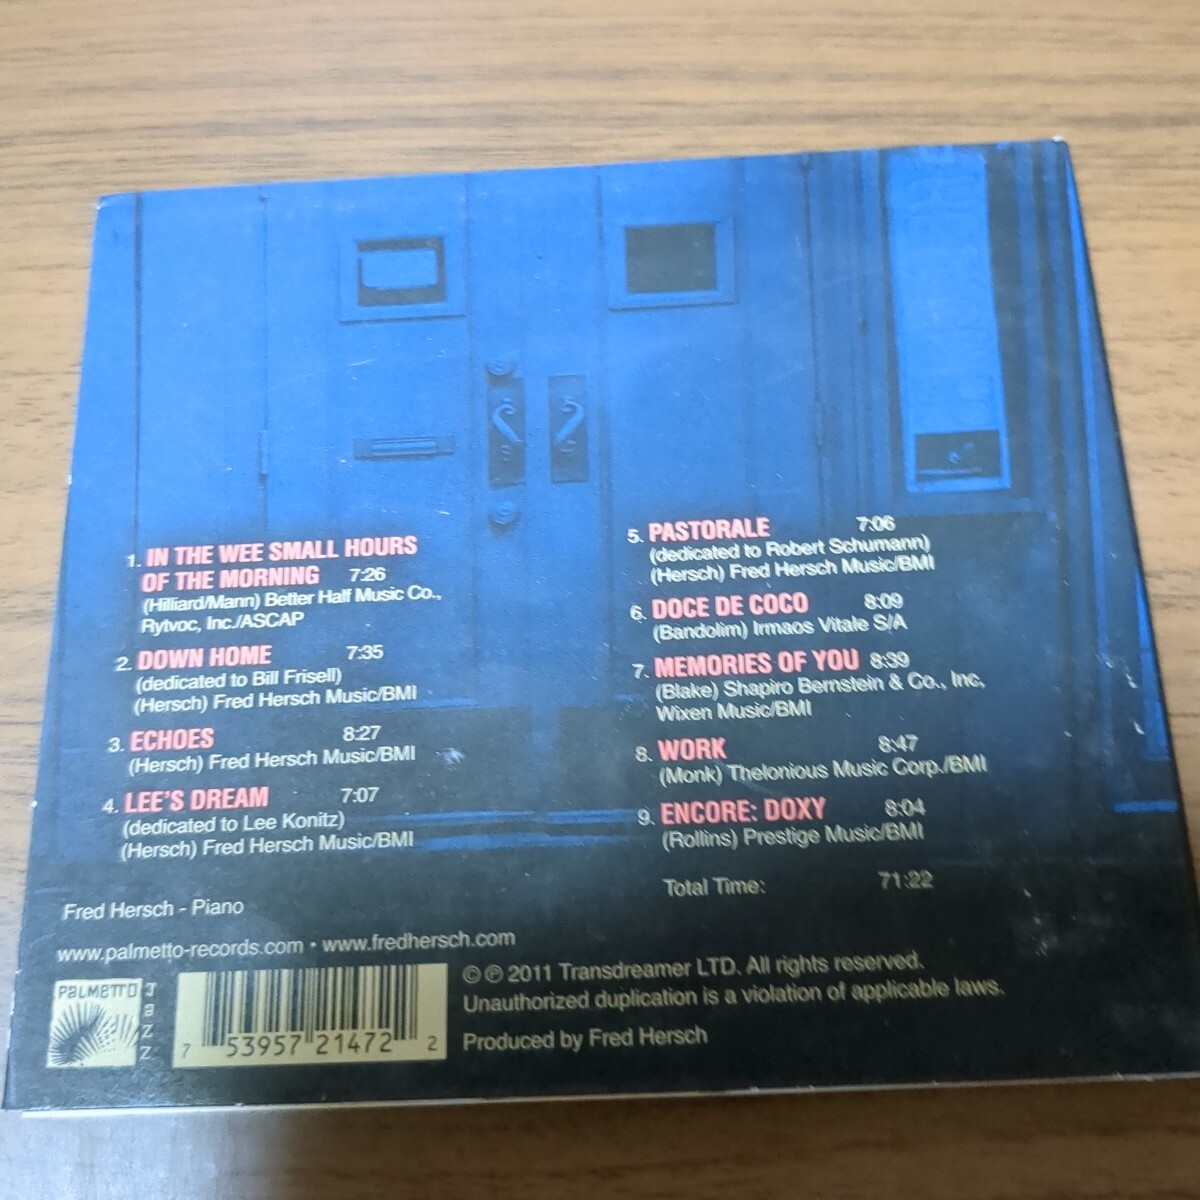 1. IN THE WEE SMALL HOURS
OF THE MORNING 7:26
(Hilliard/Mann) Better Half Music Co.,
Rytvoc, Inc./ASCAP
2. DOWN HOME 7:35
(dedicated to Bill Frisell)
(Hersch) Fred Hersch Music/BMI
3. ECHOES 8:27
(Hersch) Fred Hersch Music/BMI
4. LEE'S DREAM 7:07
(dedicated to Lee Konitz)
(Hersch) Fred Hersch Music/BMI
5. PASTORALE 7:06
(dedicated to Robert Schumann)
(Hersch) Fred Hersch Music/BMI
6. DOCE DE COCO 8:09
(Bandolim) Irmaos Vitale S/A
7. MEMORIES OF YOU 8:39
(Blake) Shapiro Bernstein & Co., Inc,
Wixen Music/BMI
8. WORK 8:47
(Monk) Thelonious Music Corp./BMI
9. ENCORE: DOXY 8:04
(Rollins) Prestige Music/BMI
Total Time: 71:22
Fred Hersch - Piano
www.palmetto-records.com • www.fredhersch.com
PALMETTO
Jazz
7 53957 21472 2
© ℗ 2011 Transdreamer LTD. All rights reserved.
Unauthorized duplication is a violation of applicable laws.
Produced by Fred Hersch